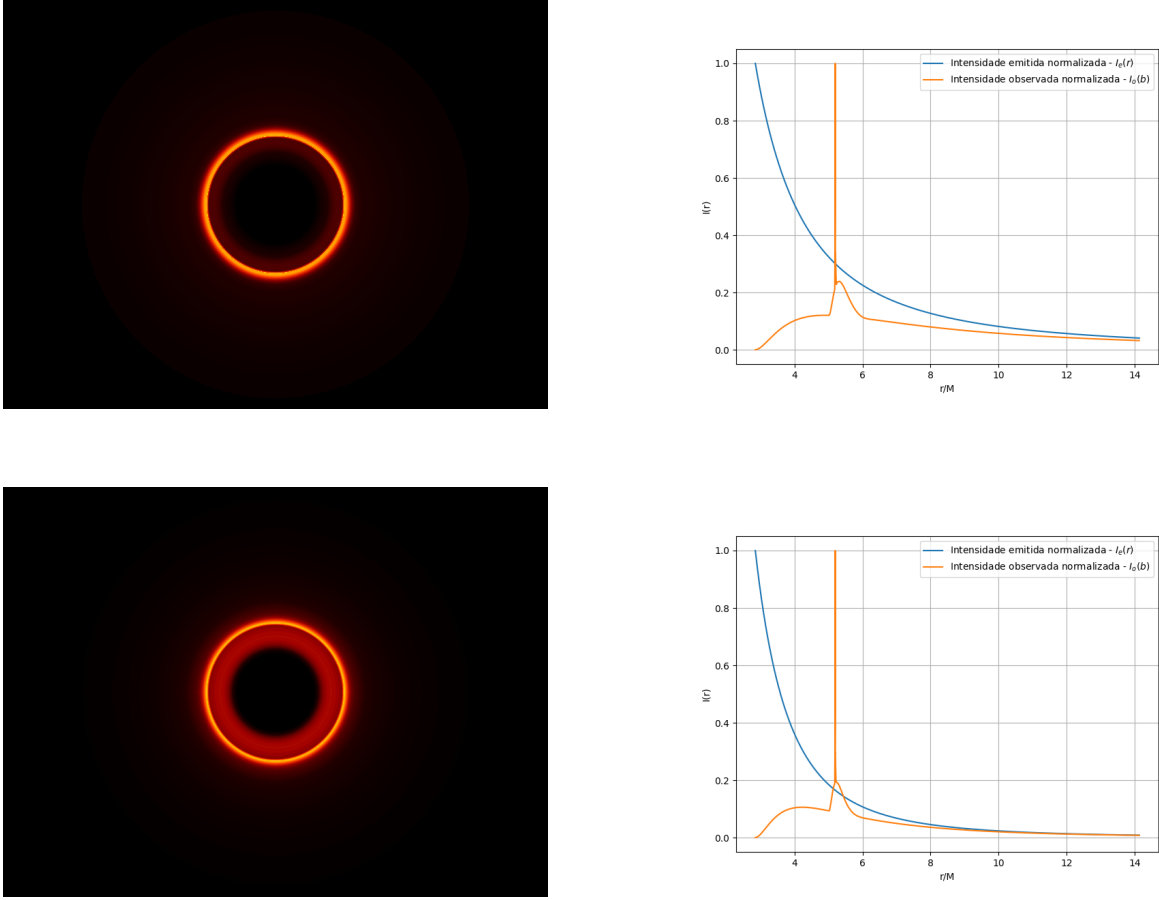 Intensidade emitida normalizada - I_e(r)
Intensidade observada normalizada - I_o(b)
1.0
0.8
0.6
0.4
0.2
0.0
I(r)
4 6 8 10 12 14
r/M
Intensidade emitida normalizada - I_e(r)
Intensidade observada normalizada - I_o(b)
1.0
0.8
0.6
0.4
0.2
0.0
I(r)
4 6 8 10 12 14
r/M